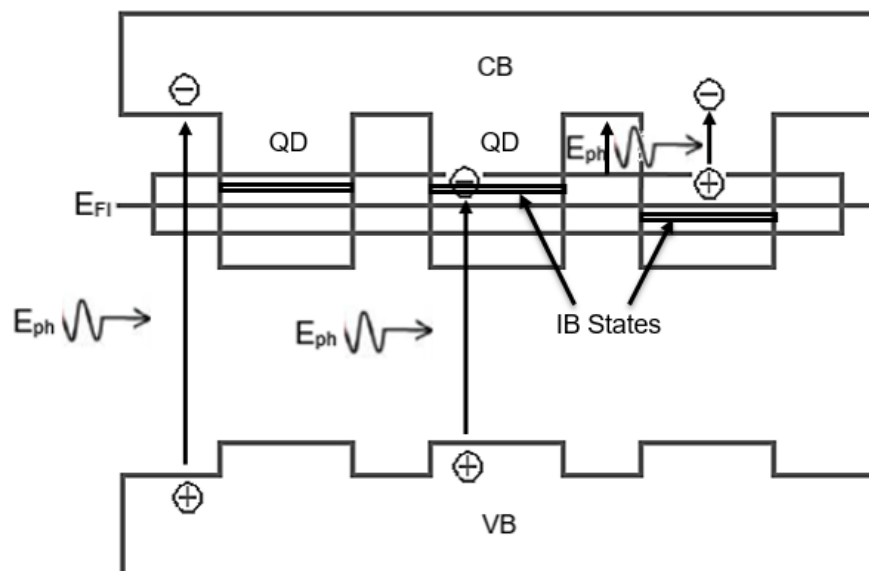 CB
QD
QD
E_ph
E_FI
E_ph
E_ph
IB States
VB